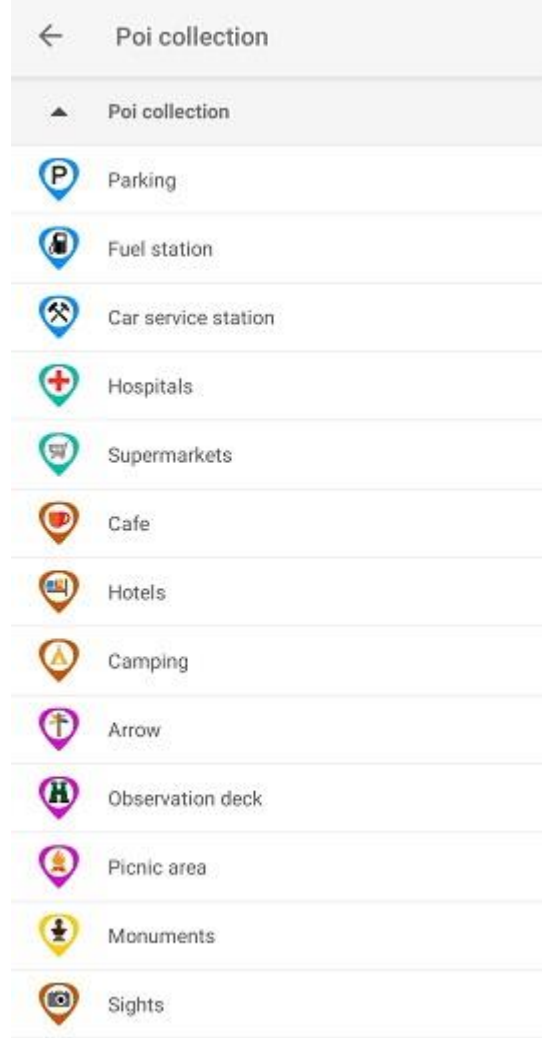 Poi collection
Poi collection
P
Parking
Fuel station
Car service station
Hospitals
Supermarkets
Cafe
Hotels
Camping
Arrow
Observation deck
Picnic area
Monuments
Sights